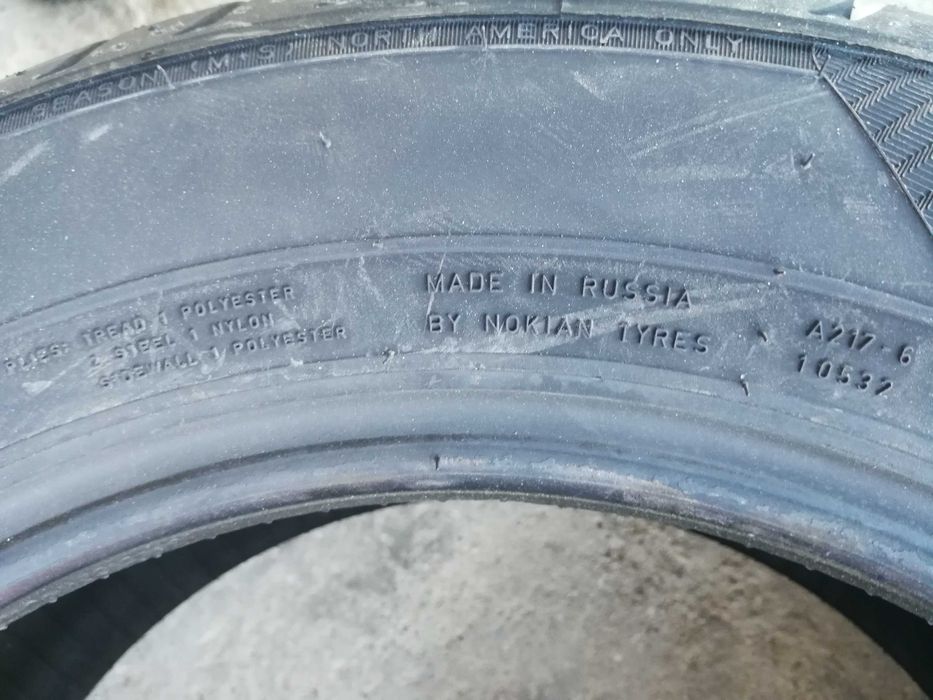 SEASON (M+S) NORTH AMERICA ONLY
PLIES: TREAD 1 POLYESTER
2 STEEL 1 NYLON
SIDEWALL 1 POLYESTER
MADE IN RUSSIA
BY NOKIAN TYRES
A217-6
10532